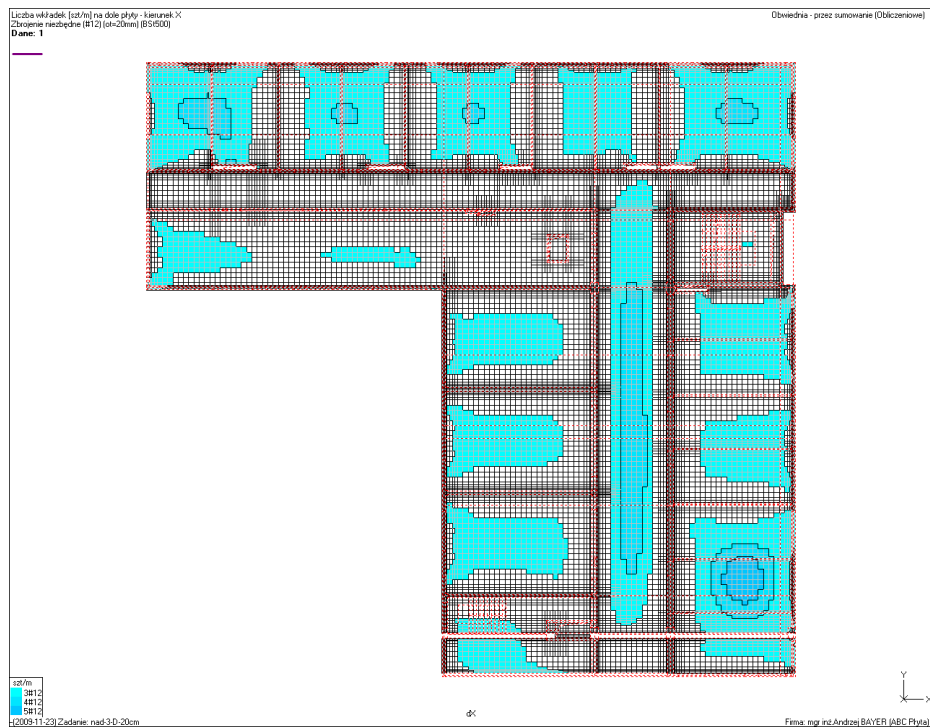 Liczba wkładek [szt/m] na dole płyty - kierunek X
Zbrojenie niezbędne (#12) (ot=20mm) (BSt500)
Dane: 1
Obwiednia - przez sumowanie (Obliczeniowe)
szt/m
3#12
4#12
5#12
dX
Y
X
-(2009-11-23) Zadanie: nad-3-D-20cm
Firma: mgr inż.Andrzej BAYER (ABC Płyta)